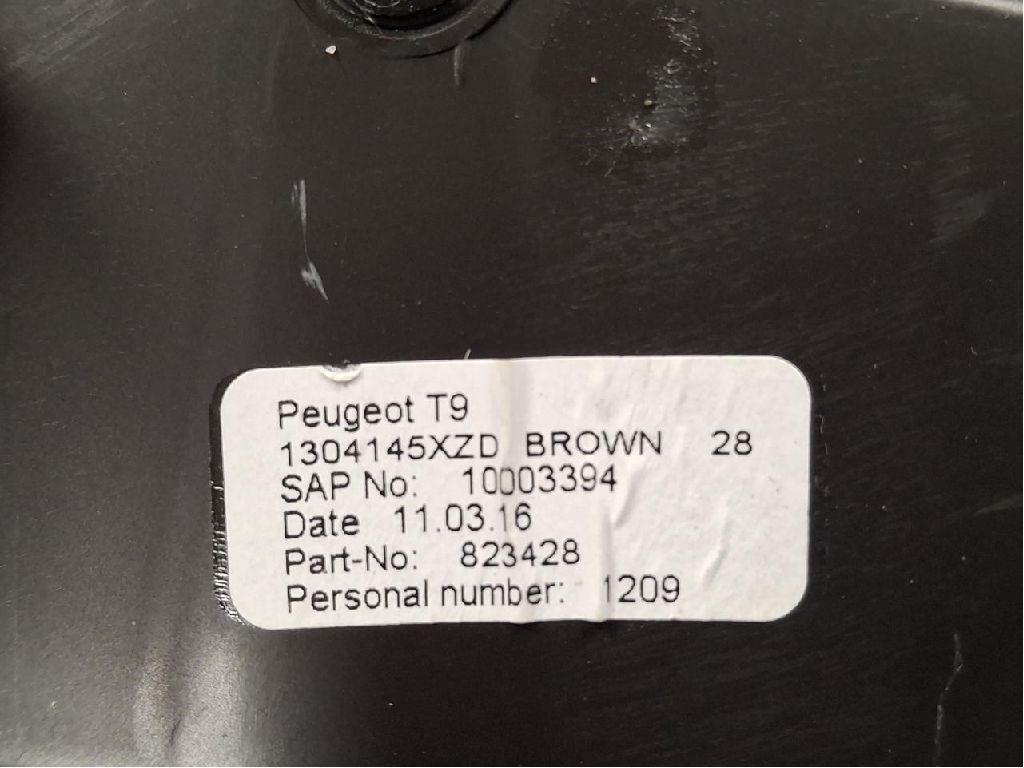 Peugeot T9
1304145XZD BROWN 28
SAP No: 10003394
Date 11.03.16
Part-No: 823428
Personal number: 1209